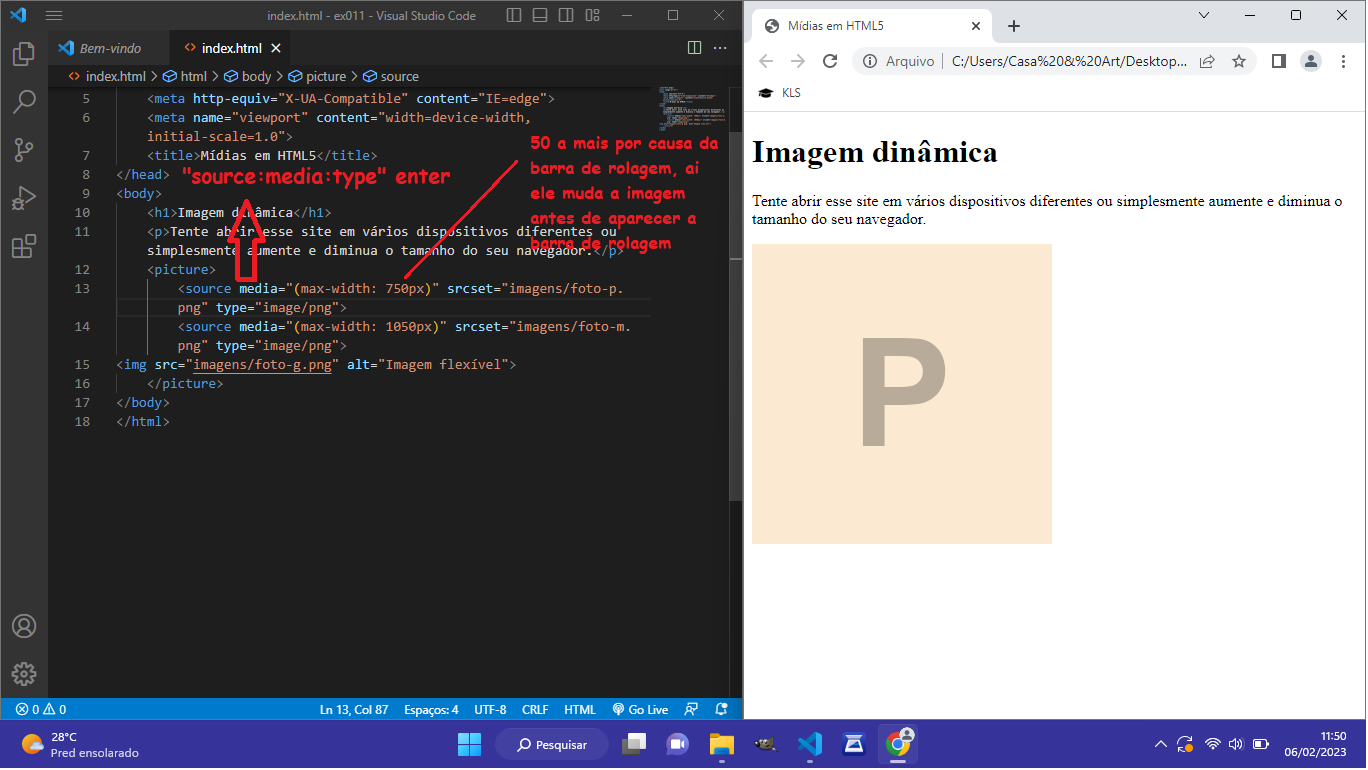 index.html - ex011 - Visual Studio Code
Bem-vindo
index.html
index.html > html > body > picture > source
5 <meta http-equiv="X-UA-Compatible" content="IE=edge">
6 <meta name="viewport" content="width=device-width,
initial-scale=1.0">
7 <title>Mídias em HTML5</title>
8 </head>
"source:media:type" enter
9 <body>
10 <h1>Imagem dinâmica</h1>
11 <p>Tente abrir esse site em vários dispositivos diferentes ou
simplesmente aumente e diminua o tamanho do seu navegador.</p>
12 <picture>
13 <source media="(max-width: 750px)" srcset="imagens/foto-p.
png" type="image/png">
14 <source media="(max-width: 1050px)" srcset="imagens/foto-m.
png" type="image/png">
15 <img src="imagens/foto-g.png" alt="Imagem flexível">
16 </picture>
17 </body>
18 </html>
50 a mais por causa da
barra de rolagem, ai
ele muda a imagem
antes de aparecer a
barra de rolagem
0 0
Ln 13, Col 87 Espaços: 4 UTF-8 CRLF HTML Go Live
Mídias em HTML5
Arquivo C:/Users/Casa%20&%20Art/Desktop...
KLS
Imagem dinâmica
Tente abrir esse site em vários dispositivos diferentes ou simplesmente aumente e diminua o
tamanho do seu navegador.
P
28°C
Pred ensolarado
Pesquisar
11:50
06/02/2023